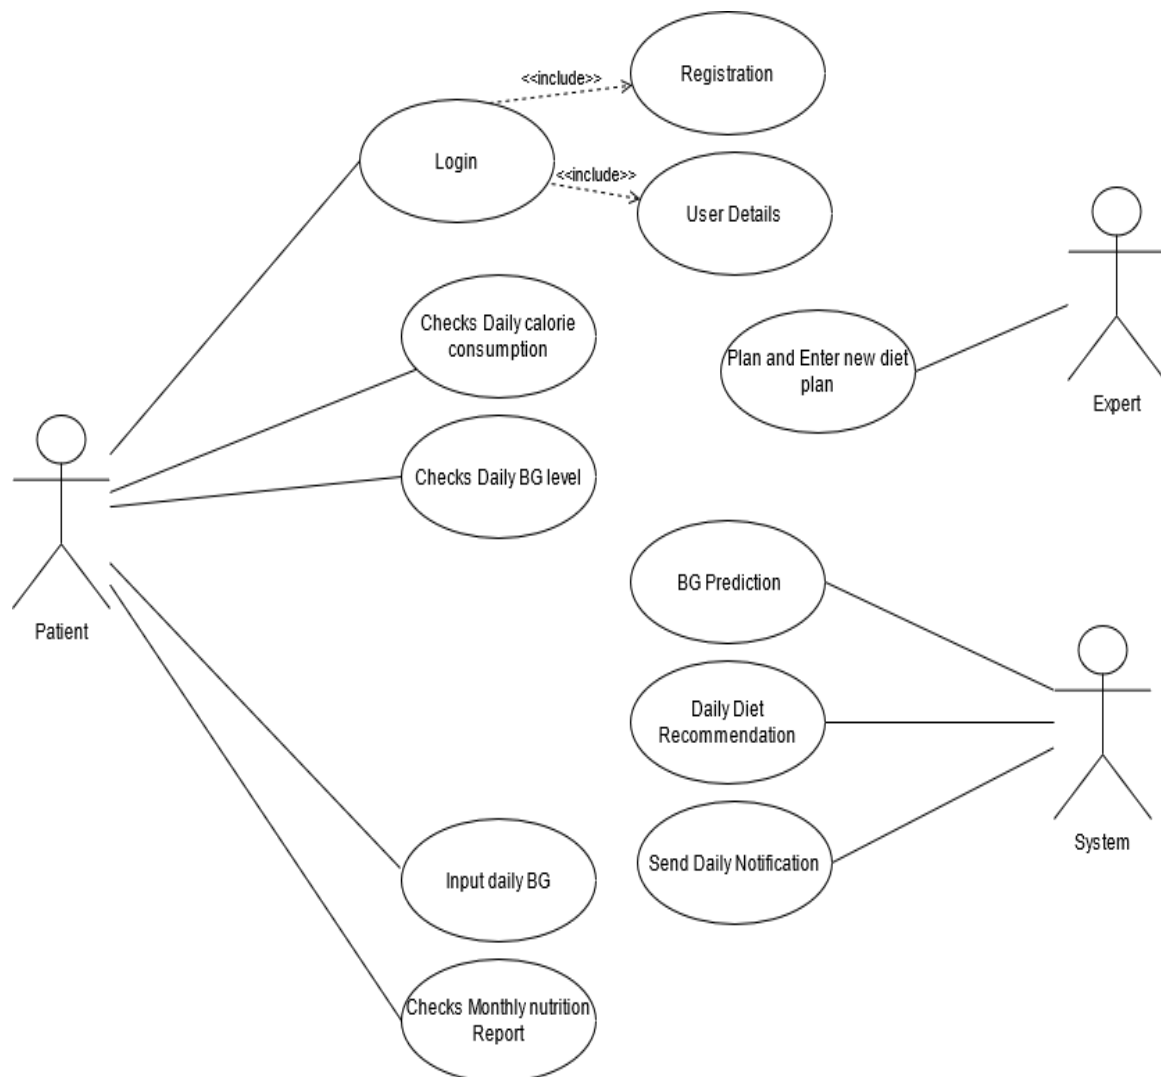 Registration
<<include>>
Login
<<include>>
User Details
Checks Daily calorie
consumption
Plan and Enter new diet
plan
Expert
Checks Daily BG level
BG Prediction
Patient
Daily Diet
Recommendation
System
Send Daily Notification
Input daily BG
Checks Monthly nutrition
Report